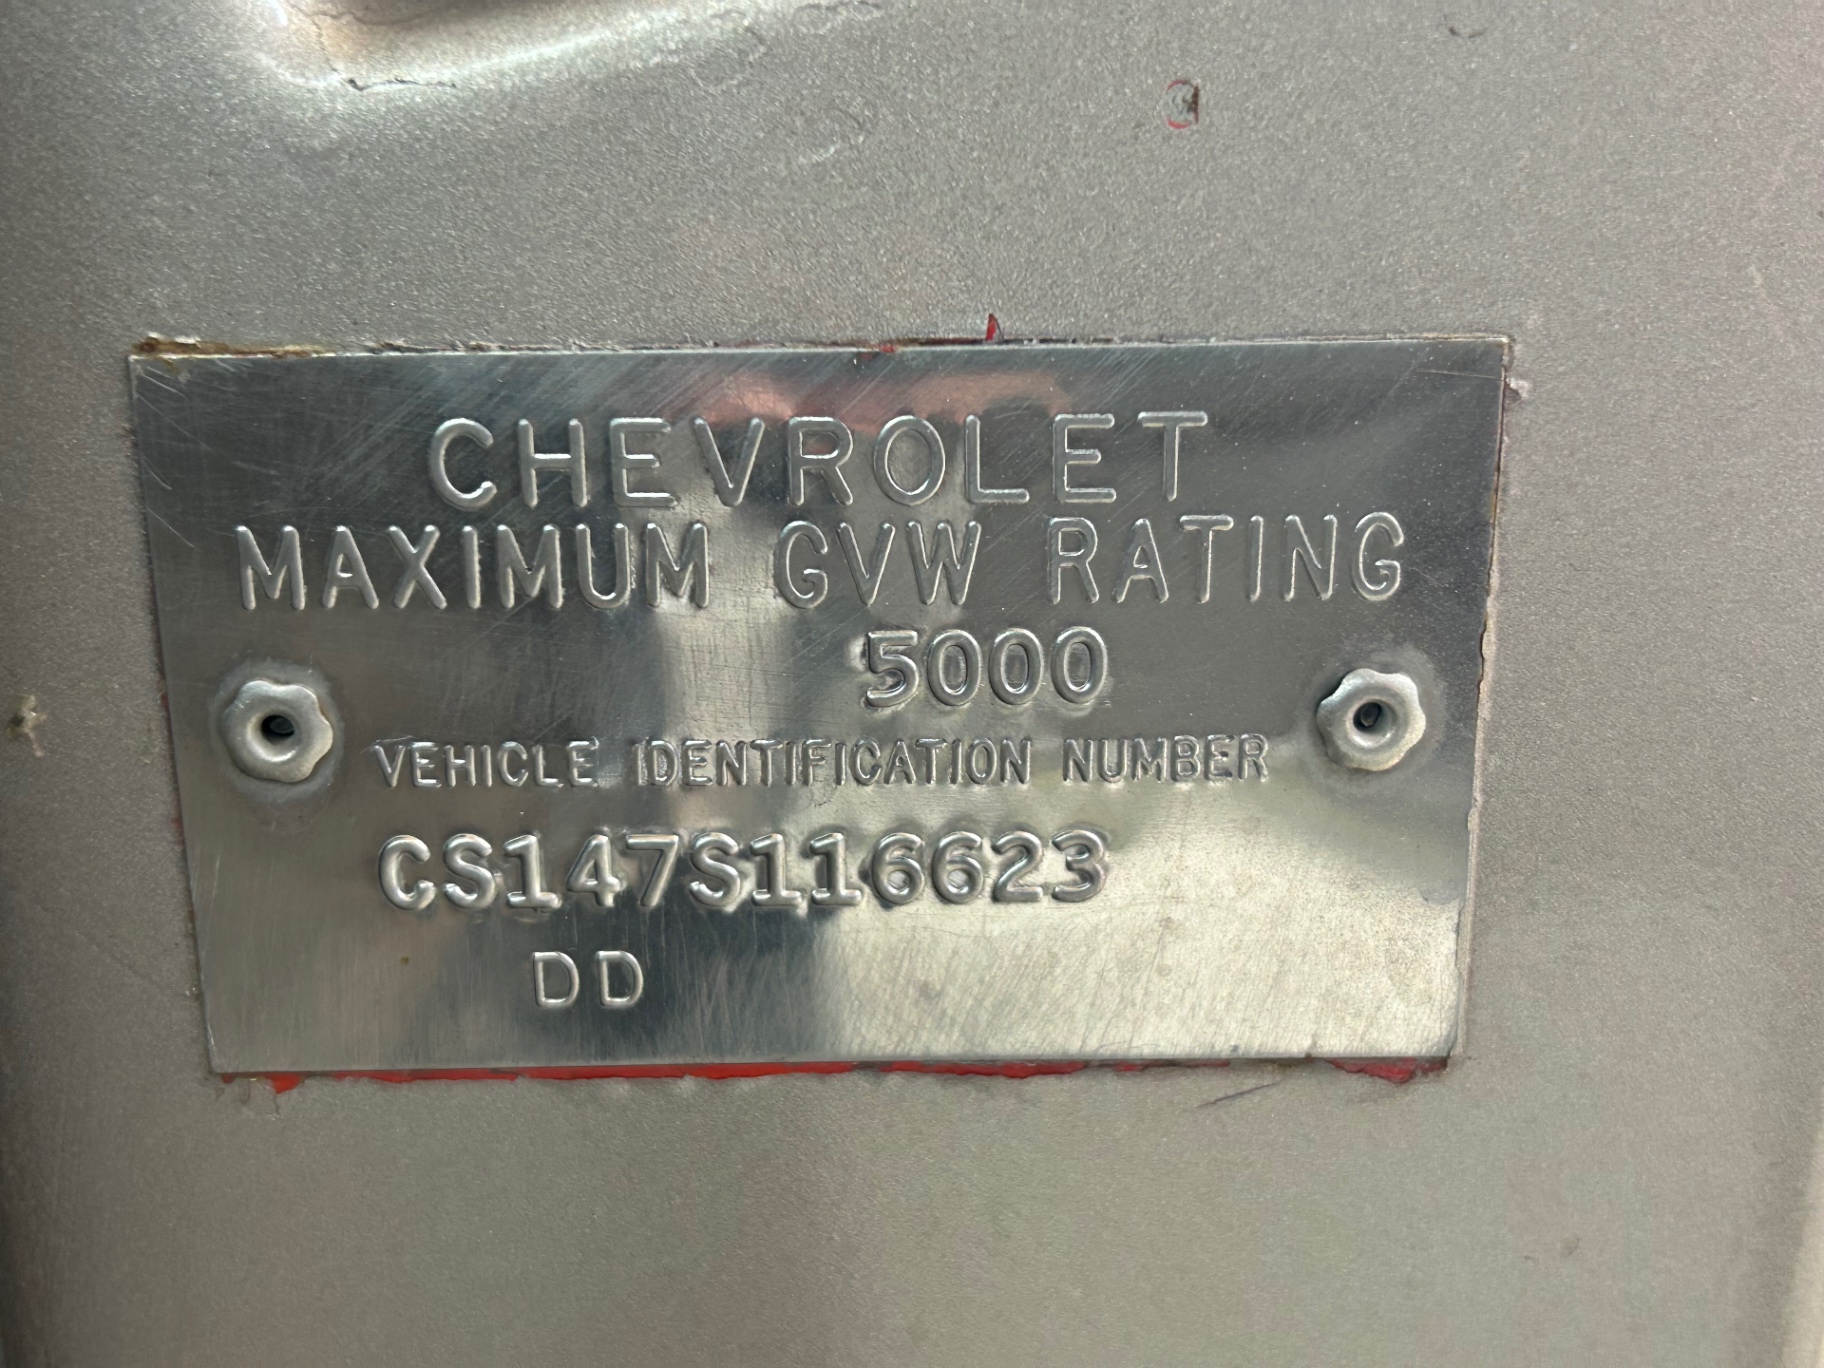 CHEVROLET
MAXIMUM GVW RATING
5000
VEHICLE IDENTIFICATION NUMBER
CS147S116623
DD